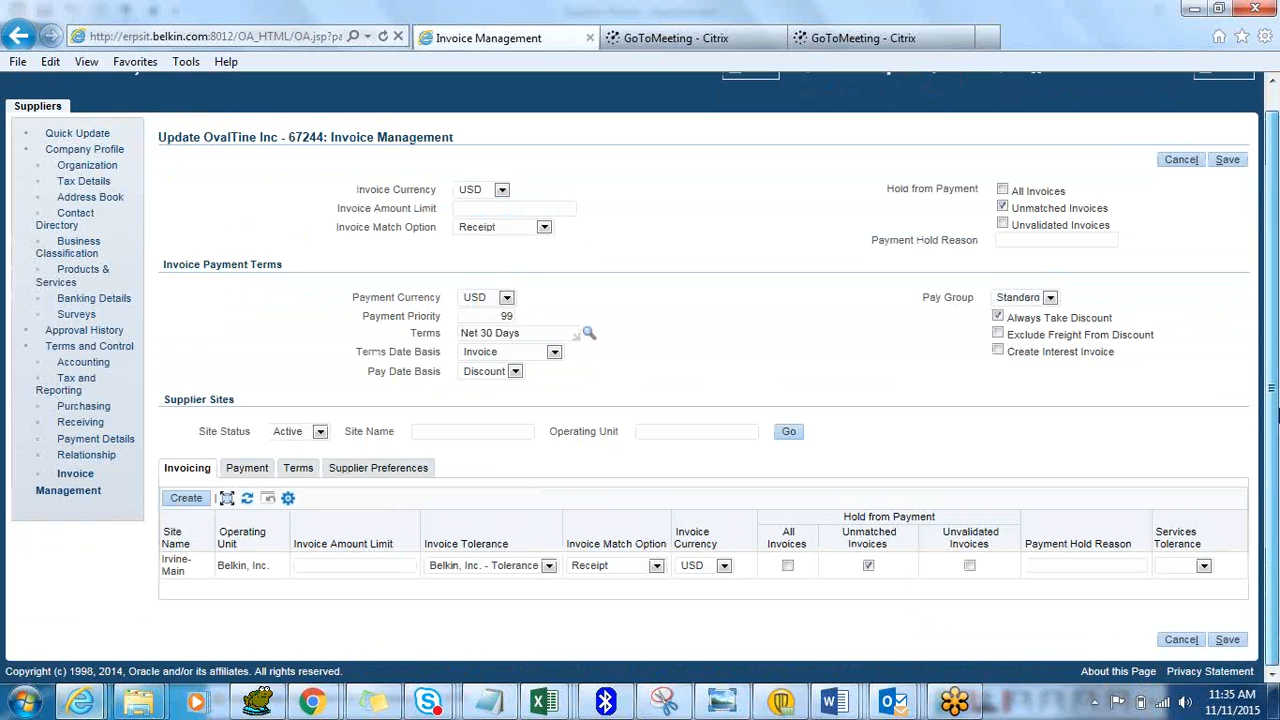 http://erpsit.belkin.com:8012/OA_HTML/OA.jsp?pa
Invoice Management
GoToMeeting - Citrix
GoToMeeting - Citrix
File Edit View Favorites Tools Help
Suppliers
Quick Update
Company Profile
Organization
Tax Details
Address Book
Contact
Directory
Business
Classification
Products &
Services
Banking Details
Surveys
Approval History
Terms and Control
Accounting
Tax and
Reporting
Purchasing
Receiving
Payment Details
Relationship
Invoice
Management
Update OvalTine Inc - 67244: Invoice Management
Cancel Save
Invoice Currency USD
Invoice Amount Limit
Invoice Match Option Receipt
Hold from Payment All Invoices
Unmatched Invoices
Unvalidated Invoices
Payment Hold Reason
Invoice Payment Terms
Payment Currency USD
Payment Priority 99
Terms Net 30 Days
Terms Date Basis Invoice
Pay Date Basis Discount
Pay Group Standard
Always Take Discount
Exclude Freight From Discount
Create Interest Invoice
Supplier Sites
Site Status Active Site Name Operating Unit Go
Invoicing Payment Terms Supplier Preferences
Create
Hold from Payment
Site Name Operating Unit Invoice Amount Limit Invoice Tolerance Invoice Match Option Invoice Currency All Invoices Unmatched Invoices Unvalidated Invoices Payment Hold Reason Services Tolerance
Irvine-Main Belkin, Inc. Belkin, Inc. - Tolerance Receipt USD
Cancel Save
Copyright (c) 1998, 2014, Oracle and/or its affiliates. All rights reserved.
About this Page Privacy Statement
11:35 AM
11/11/2015